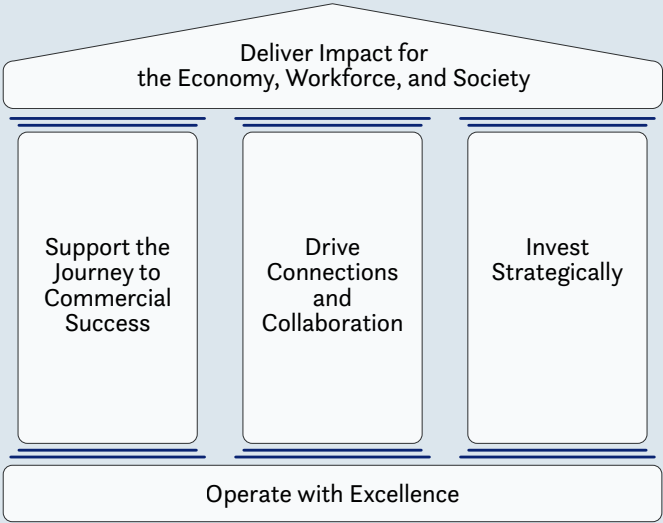 Deliver Impact for
the Economy, Workforce, and Society
Support the
Journey to
Commercial
Success
Drive
Connections
and
Collaboration
Invest
Strategically
Operate with Excellence